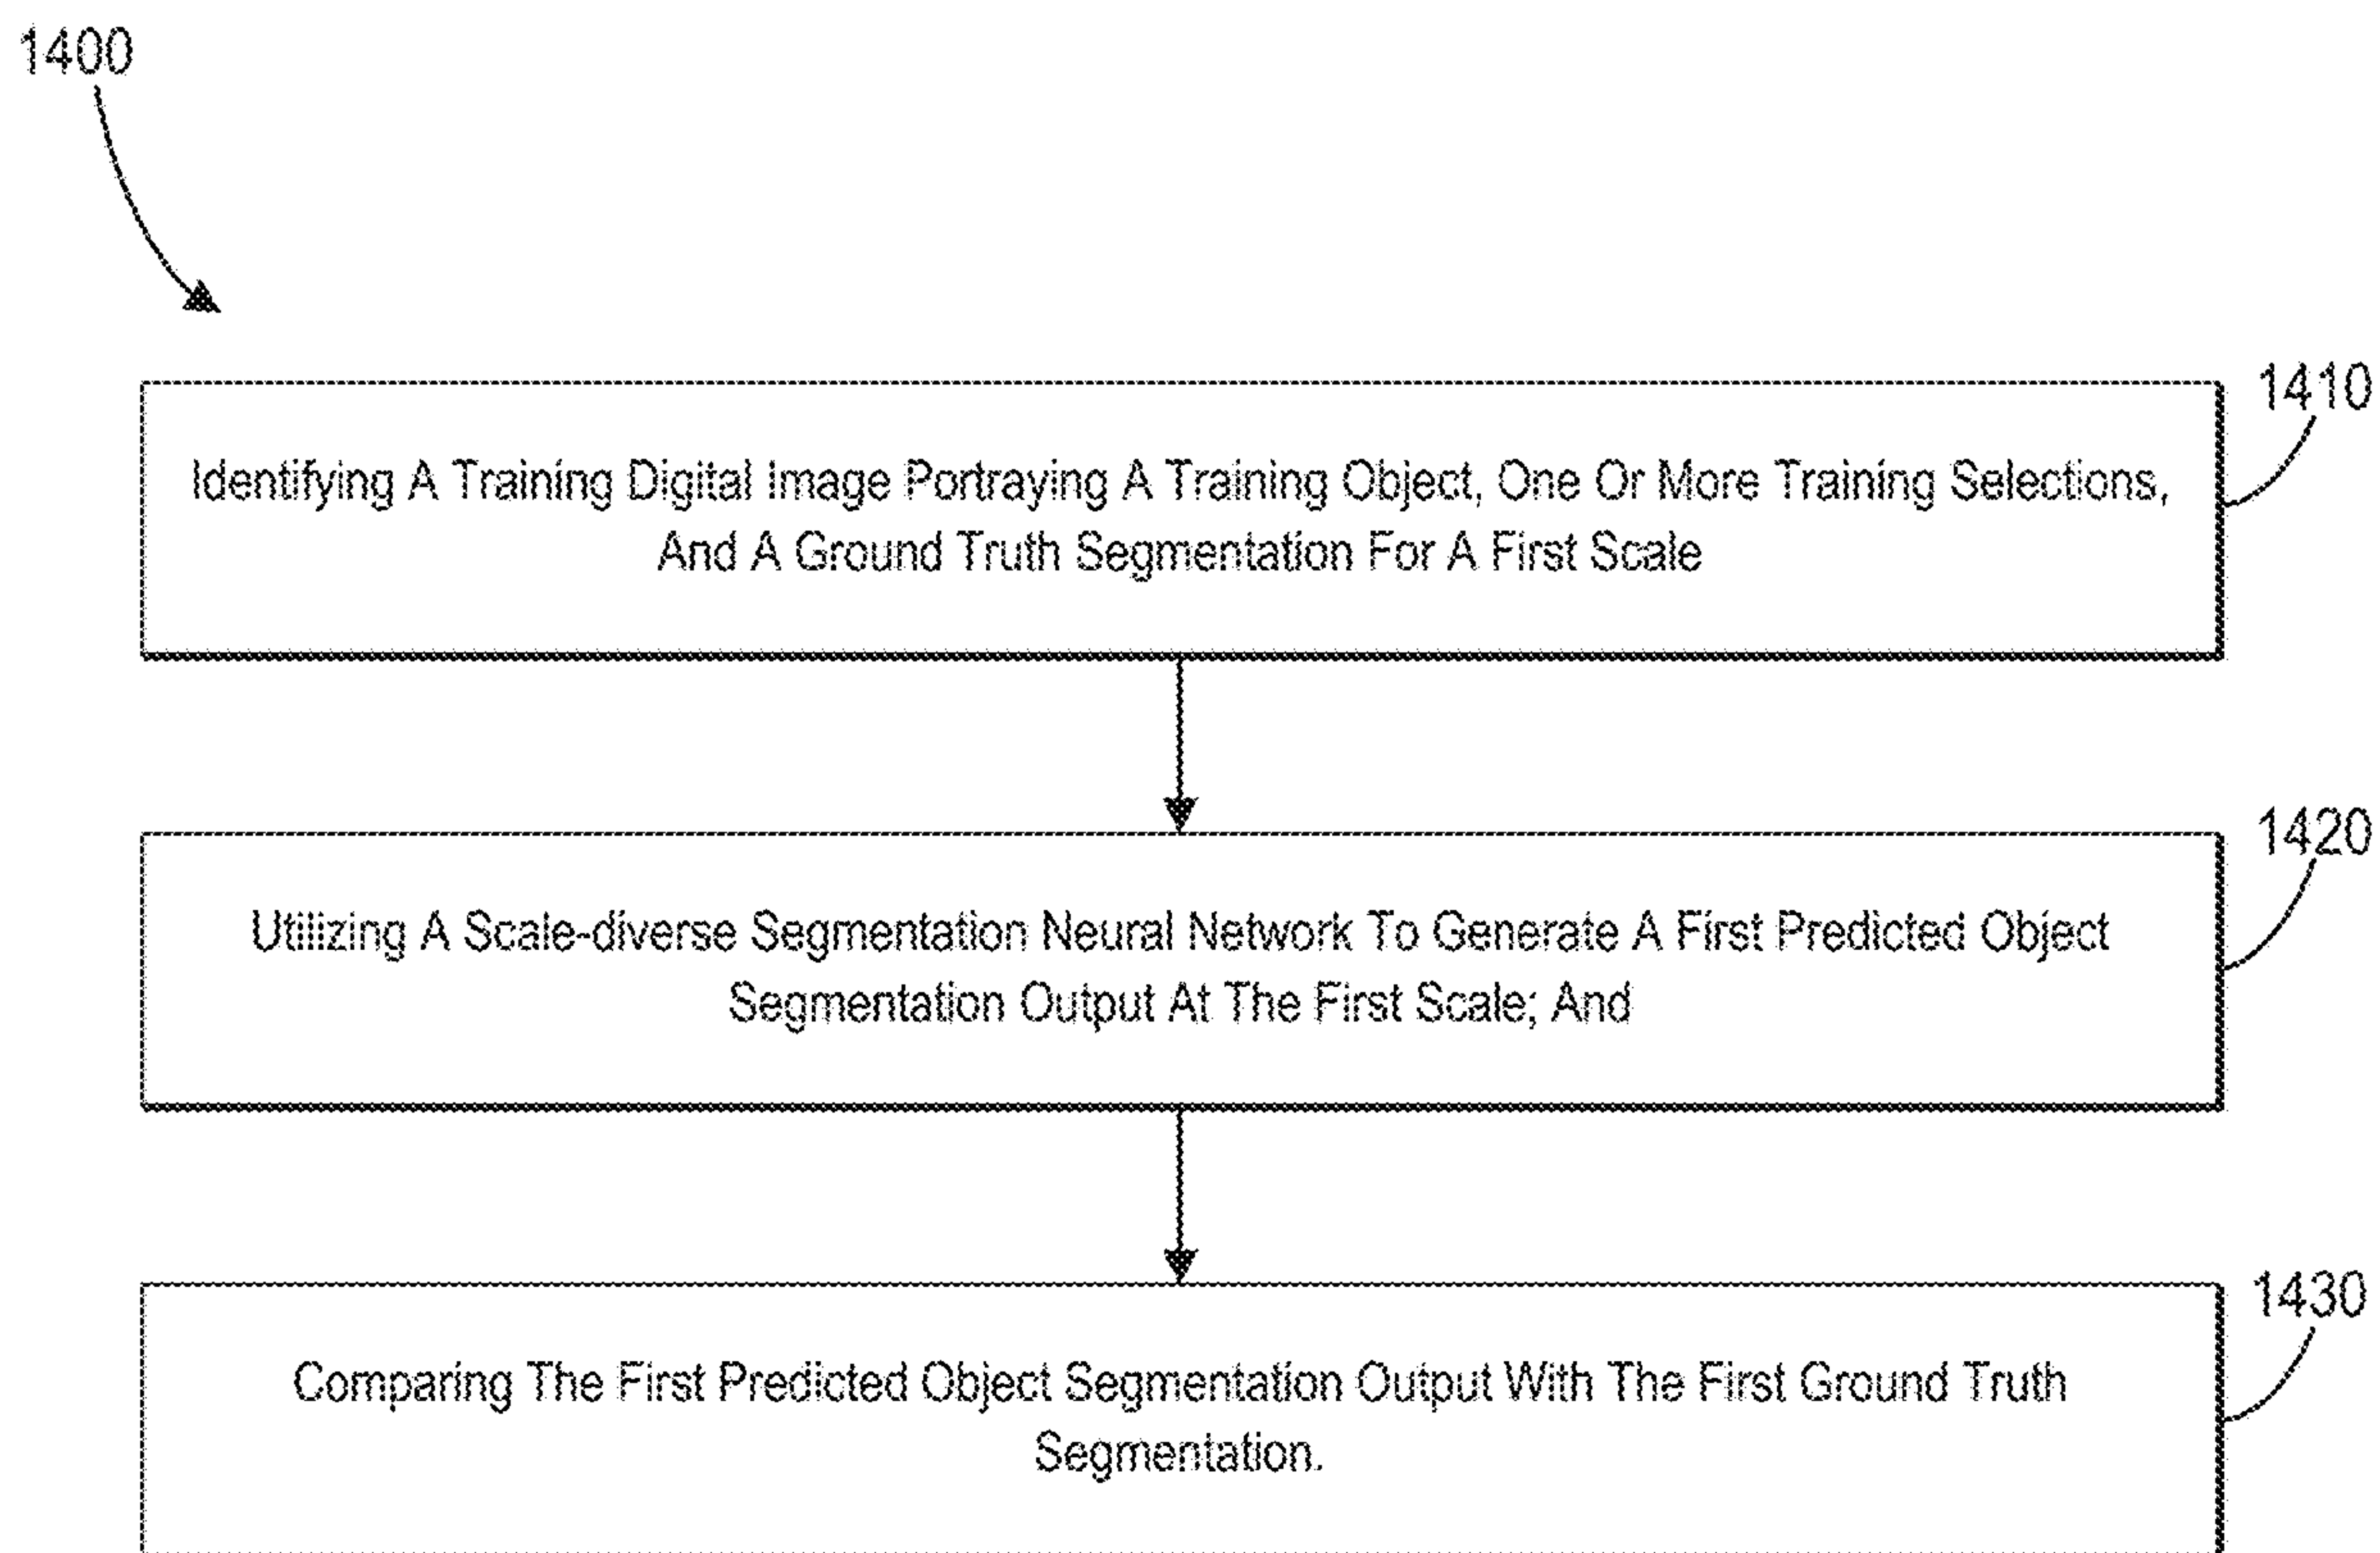 1400
1410
Identifying A Training Digital Image Portraying A Training Object, One Or More Training Selections,
And A Ground Truth Segmentation For A First Scale
1420
Utilizing A Scale-diverse Segmentation Neural Network To Generate A First Predicted Object
Segmentation Output At The First Scale; And
1430
Comparing The First Predicted Object Segmentation Output With The First Ground Truth
Segmentation.